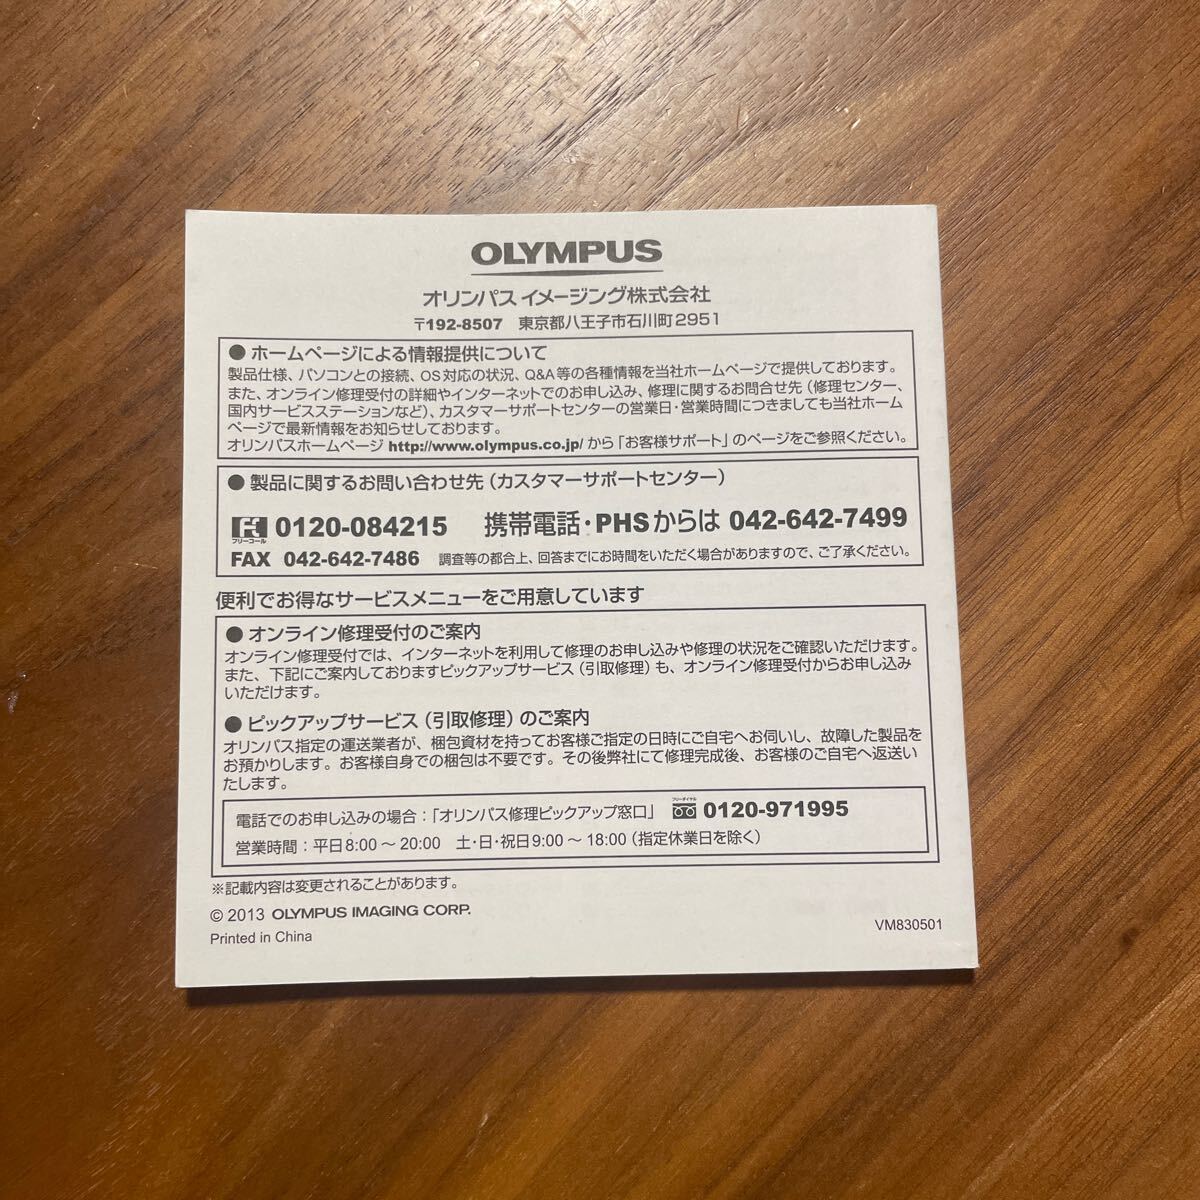 OLYMPUS
オリンパス イメージング株式会社
〒192-8507　東京都八王子市石川町2951
● ホームページによる情報提供について
製品仕様、パソコンとの接続、OS対応の状況、Q&A等の各種情報を当社ホームページで提供しております。
また、オンライン修理受付の詳細やインターネットでのお申し込み、修理に関するお問合せ先（修理センター、
国内サービスステーションなど）、カスタマーサポートセンターの営業日・営業時間につきましても当社ホーム
ページで最新情報をお知らせしております。
オリンパスホームページ http://www.olympus.co.jp/ から「お客様サポート」のページをご参照ください。
● 製品に関するお問い合わせ先（カスタマーサポートセンター）
フリーコール 0120-084215　携帯電話・PHSからは 042-642-7499
FAX 042-642-7486　調査等の都合上、回答までにお時間をいただく場合がありますので、ご了承ください。
便利でお得なサービスメニューをご用意しています
● オンライン修理受付のご案内
オンライン修理受付では、インターネットを利用して修理のお申し込みや修理の状況をご確認いただけます。
また、下記にご案内しておりますピックアップサービス（引取修理）も、オンライン修理受付からお申し込み
いただけます。
● ピックアップサービス（引取修理）のご案内
オリンパス指定の運送業者が、梱包資材を持ってお客様ご指定の日時にご自宅へお伺いし、故障した製品を
お預かりします。お客様自身での梱包は不要です。その後弊社にて修理完成後、お客様のご自宅へ返送い
たします。
電話でのお申し込みの場合：「オリンパス修理ピックアップ窓口」 フリーダイヤル 0120-971995
営業時間：平日8:00～20:00　土・日・祝日9:00～18:00（指定休業日を除く）
※記載内容は変更されることがあります。
© 2013 OLYMPUS IMAGING CORP.
Printed in China
VM830501